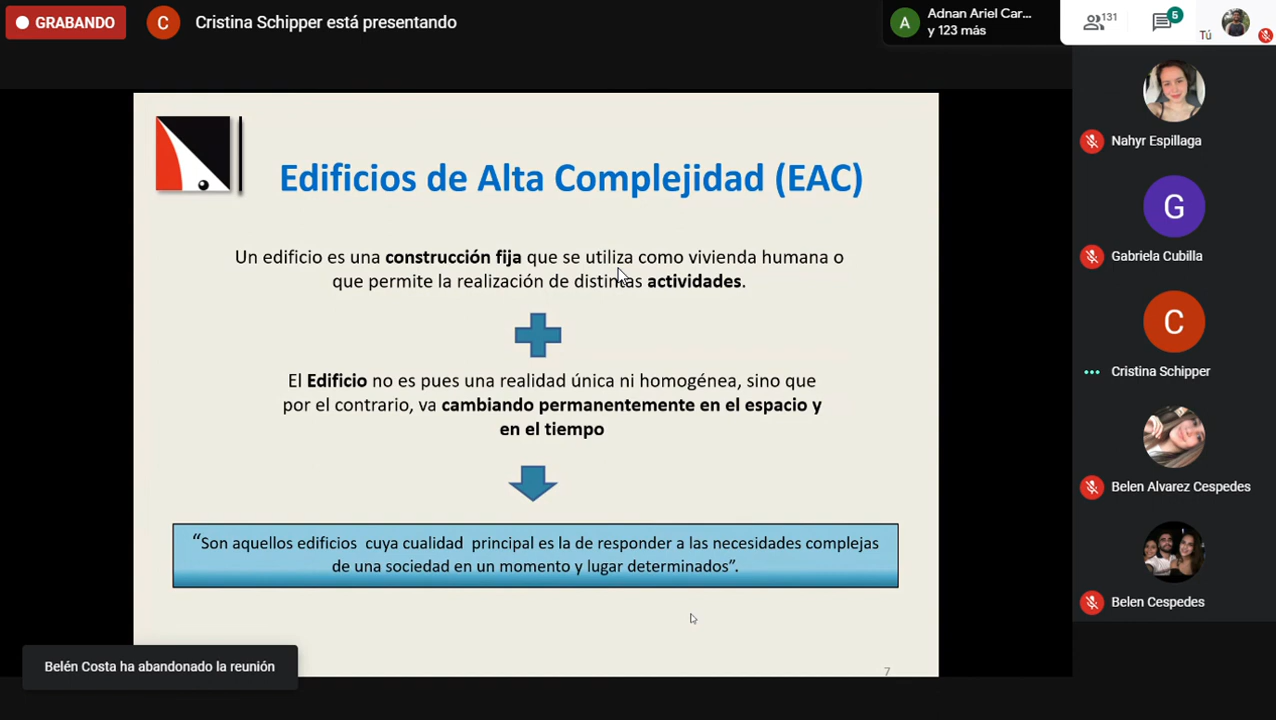 GRABANDO
C
Cristina Schipper está presentando
A
Adnan Ariel Car...
y 123 más
131
5
Tú
Edificios de Alta Complejidad (EAC)
Un edificio es una construcción fija que se utiliza como vivienda humana o
que permite la realización de distintas actividades.
El Edificio no es pues una realidad única ni homogénea, sino que
por el contrario, va cambiando permanentemente en el espacio y
en el tiempo
“Son aquellos edificios cuya cualidad principal es la de responder a las necesidades complejas
de una sociedad en un momento y lugar determinados”.
7
Nahyr Espillaga
G
Gabriela Cubilla
C
Cristina Schipper
Belen Alvarez Cespedes
Belen Cespedes
Belén Costa ha abandonado la reunión